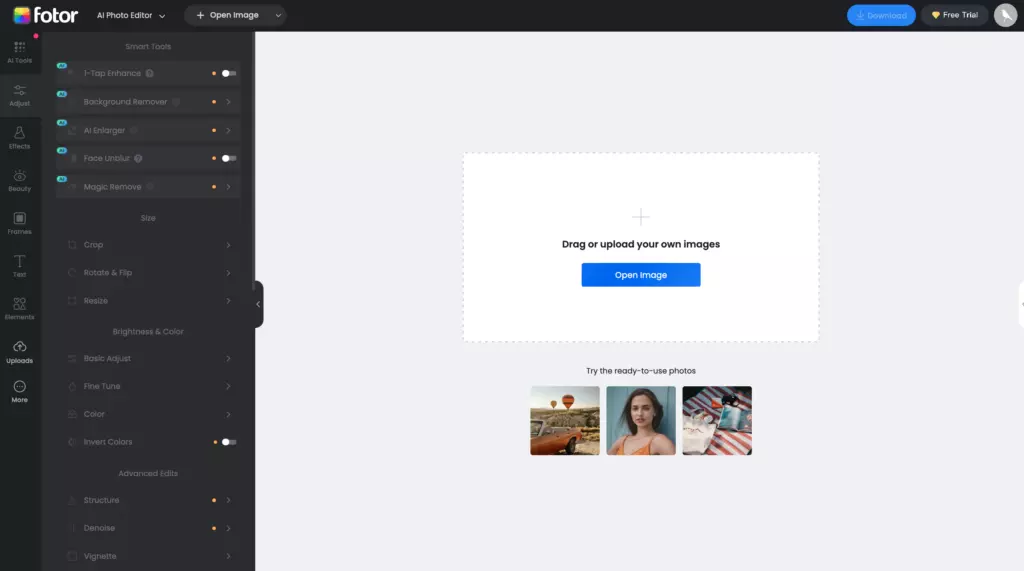 fotor
AI Photo Editor
Open Image
Download
Free Trial
AI Tools
Adjust
Effects
Beauty
Frames
Text
Elements
Uploads
More
Smart Tools
AI
1-Tap Enhance ?
AI
Background Remover
AI
AI Enlarger
AI
Face Unblur ?
AI
Magic Remove
Size
Crop
Rotate & Flip
Resize
Brightness & Color
Basic Adjust
Fine Tune
Color
Invert Colors
Advanced Edits
Structure
Denoise
Vignette
Drag or upload your own images
Open Image
Try the ready-to-use photos